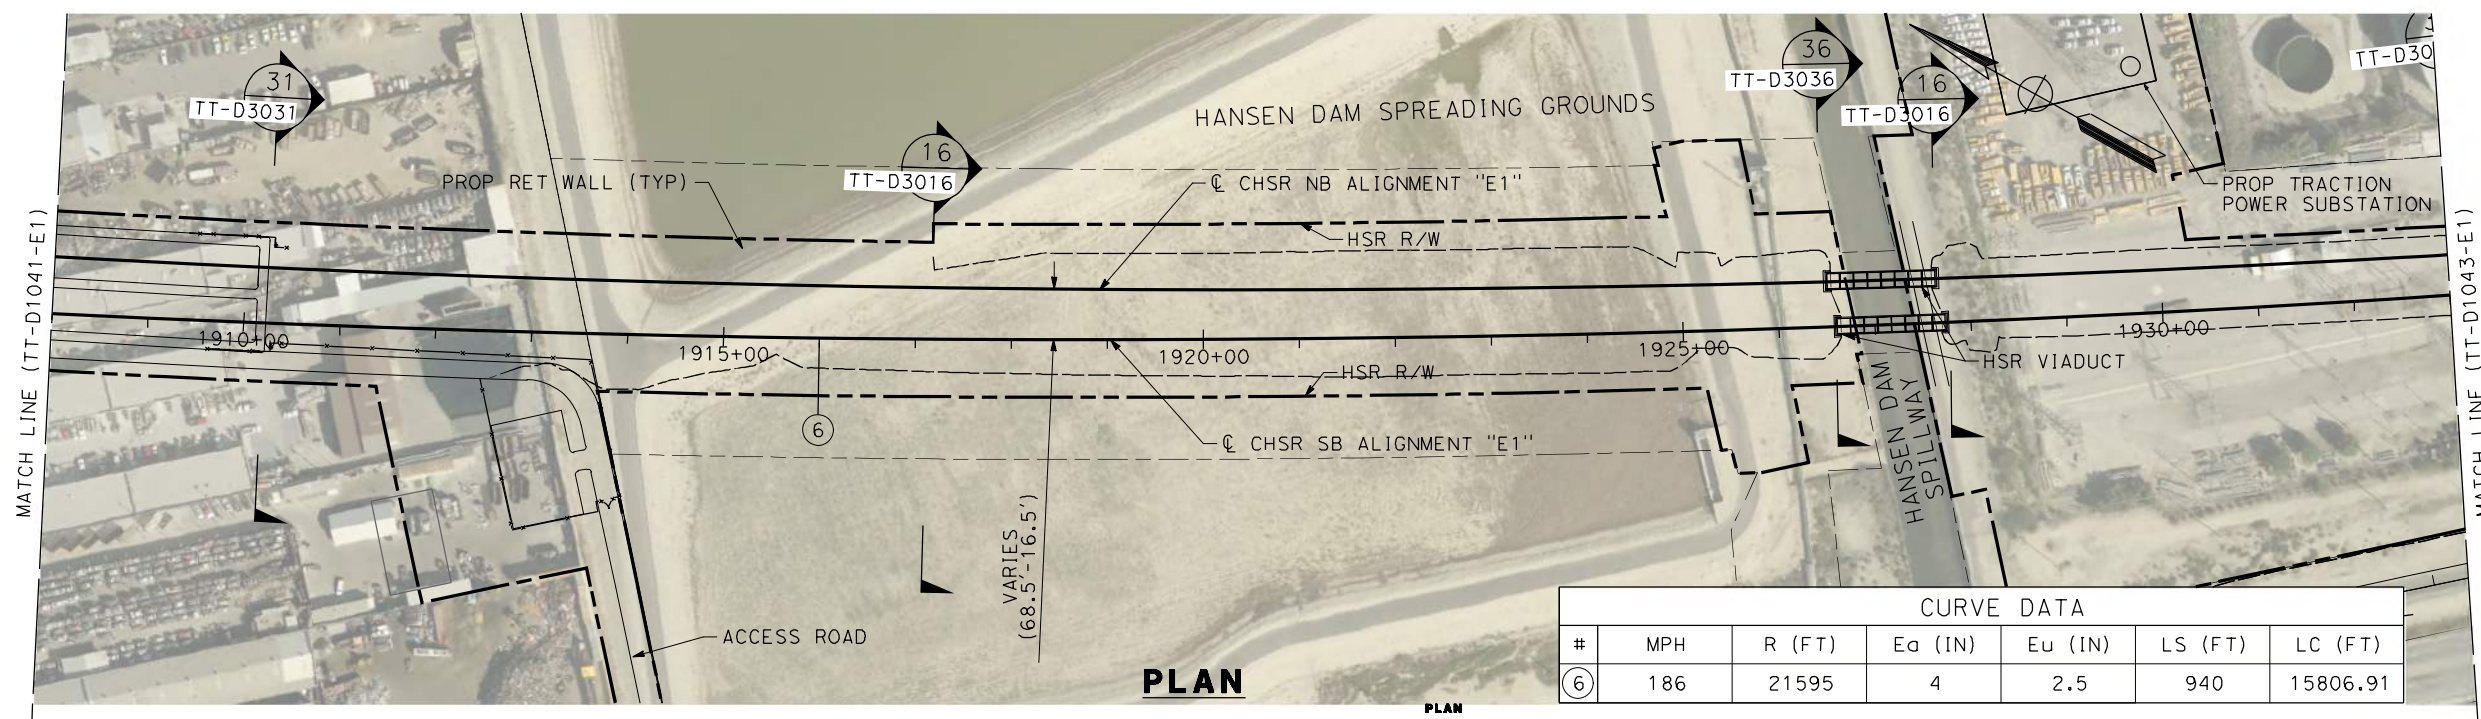 31
TT-D3031
16
TT-D3016
36
TT-D3036
16
TT-D3016
TT-D30
HANSEN DAM SPREADING GROUNDS
PROP RET WALL (TYP)
℄ CHSR NB ALIGNMENT "E1"
PROP TRACTION
POWER SUBSTATION
HSR R/W
MATCH LINE (TT-D1041-E1)
MATCH LINE (TT-D1043-E1)
1910+00
1915+00
1920+00
1925+00
1930+00
HSR VIADUCT
HSR R/W
6
℄ CHSR SB ALIGNMENT "E1"
HANSEN DAM
SPILLWAY
VARIES
(68.5'-16.5')
ACCESS ROAD
PLAN
PLAN
CURVE DATA
# MPH R (FT) Ea (IN) Eu (IN) LS (FT) LC (FT)
6 186 21595 4 2.5 940 15806.91